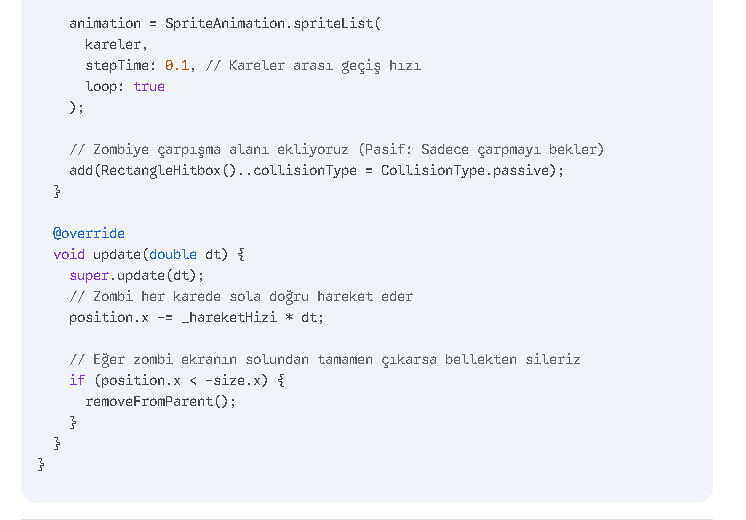 animation = SpriteAnimation.spriteList(
kareler,
stepTime: 0.1, // Kareler arası geçiş hızı
loop: true
);
// Zombiye çarpışma alanı ekliyoruz (Pasif: Sadece çarpmayı bekler)
add(RectangleHitbox()..collisionType = CollisionType.passive);
}
@override
void update(double dt) {
super.update(dt);
// Zombi her karede sola doğru hareket eder
position.x -= _hareketHizi * dt;
// Eğer zombi ekranın solundan tamamen çıkarsa bellekten sileriz
if (position.x < -size.x) {
removeFromParent();
}
}
}